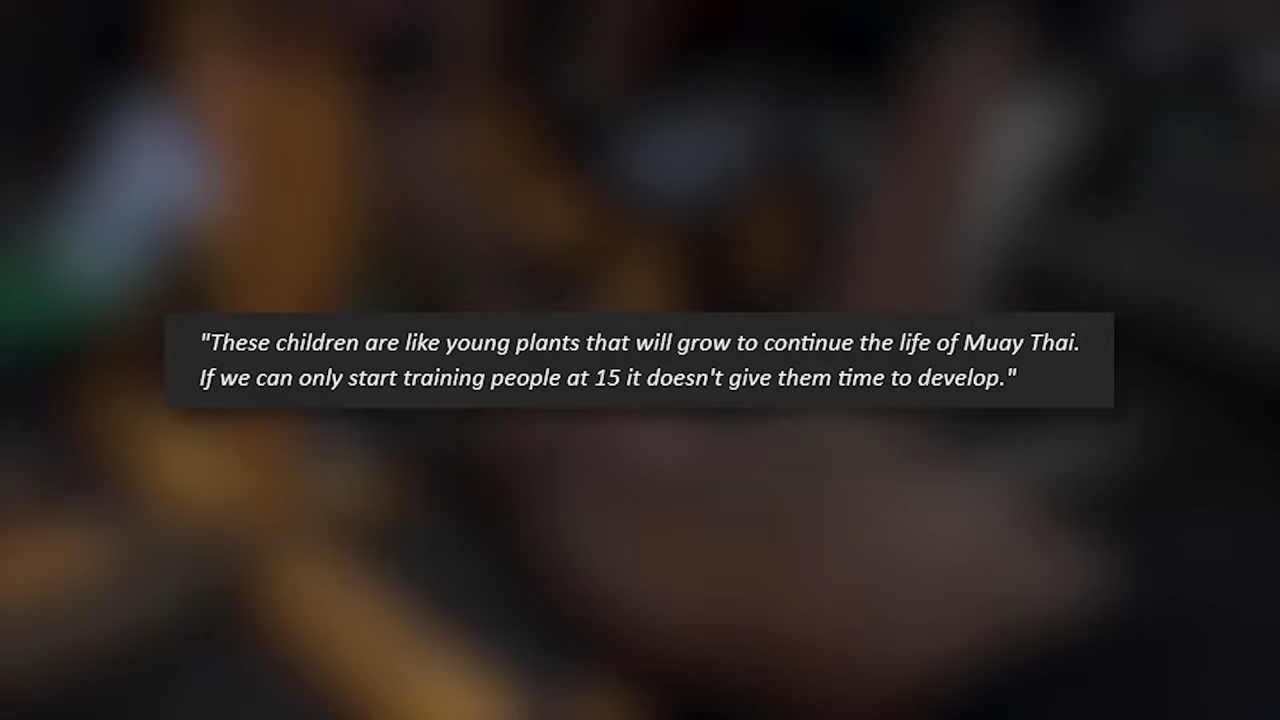 "These children are like young plants that will grow to continue the life of Muay Thai.
If we can only start training people at 15 it doesn't give them time to develop."